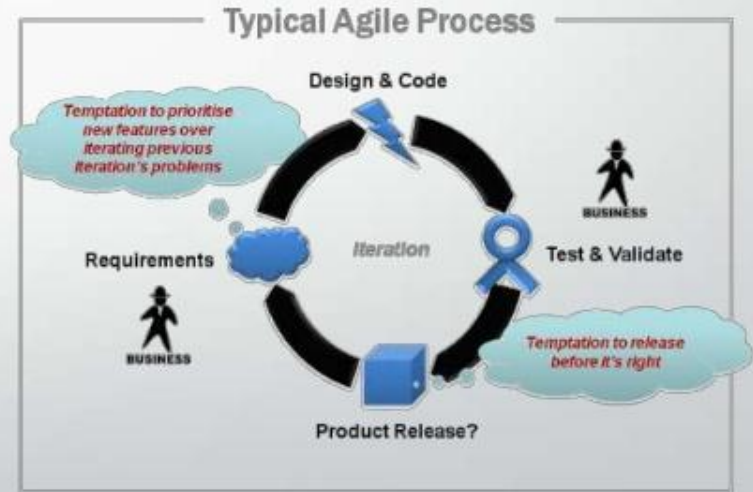 Typical Agile Process
Design & Code
Temptation to prioritise
new features over
iterating previous
iteration's problems
BUSINESS
Requirements
Iteration
Test & Validate
BUSINESS
Temptation to release
before it's right
Product Release?